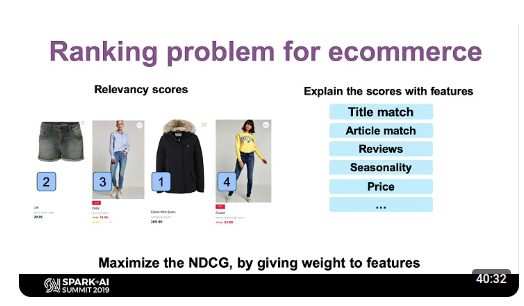 Ranking problem for ecommerce
Relevancy scores
Explain the scores with features
Title match
Article match
Reviews
Seasonality
Price
...
2
3
1
4
Maximize the NDCG, by giving weight to features
SPARK+AI
SUMMIT 2019
40:32